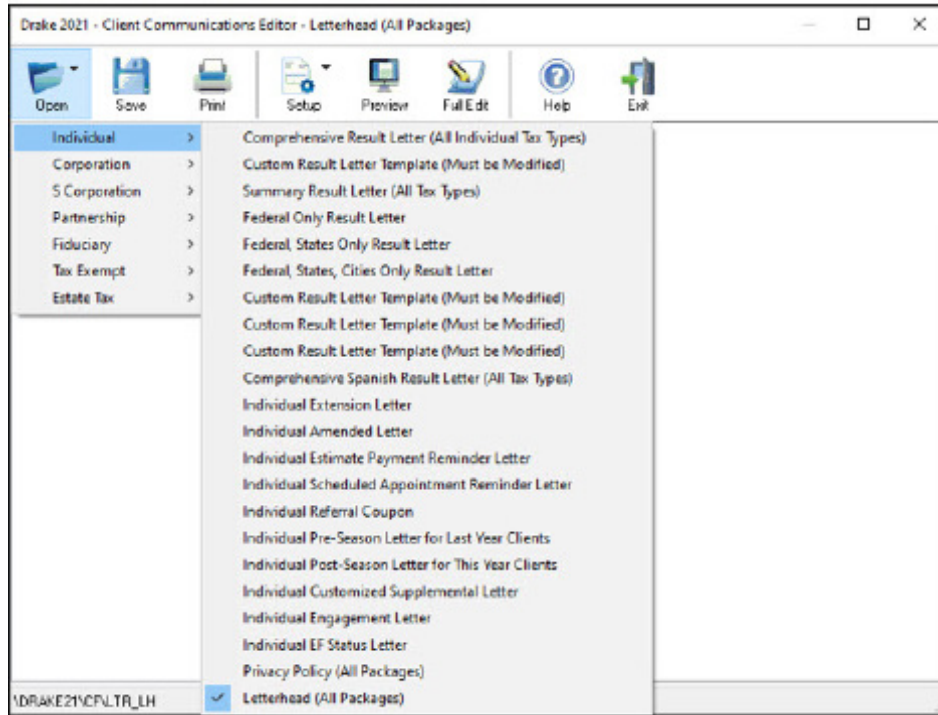 Drake 2021 - Client Communications Editor - Letterhead (All Packages)
Open Save Print Setup Preview Full Edit Help Exit
Individual
Corporation
S Corporation
Partnership
Fiduciary
Tax Exempt
Estate Tax
Comprehensive Result Letter (All Individual Tax Types)
Custom Result Letter Template (Must be Modified)
Summary Result Letter (All Tax Types)
Federal Only Result Letter
Federal, States Only Result Letter
Federal, States, Cities Only Result Letter
Custom Result Letter Template (Must be Modified)
Custom Result Letter Template (Must be Modified)
Custom Result Letter Template (Must be Modified)
Comprehensive Spanish Result Letter (All Tax Types)
Individual Extension Letter
Individual Amended Letter
Individual Estimate Payment Reminder Letter
Individual Scheduled Appointment Reminder Letter
Individual Referral Coupon
Individual Pre-Season Letter for Last Year Clients
Individual Post-Season Letter for This Year Clients
Individual Customized Supplemental Letter
Individual Engagement Letter
Individual EF Status Letter
Privacy Policy (All Packages)
Letterhead (All Packages)
\DRAKE21\CF\LTR_LH